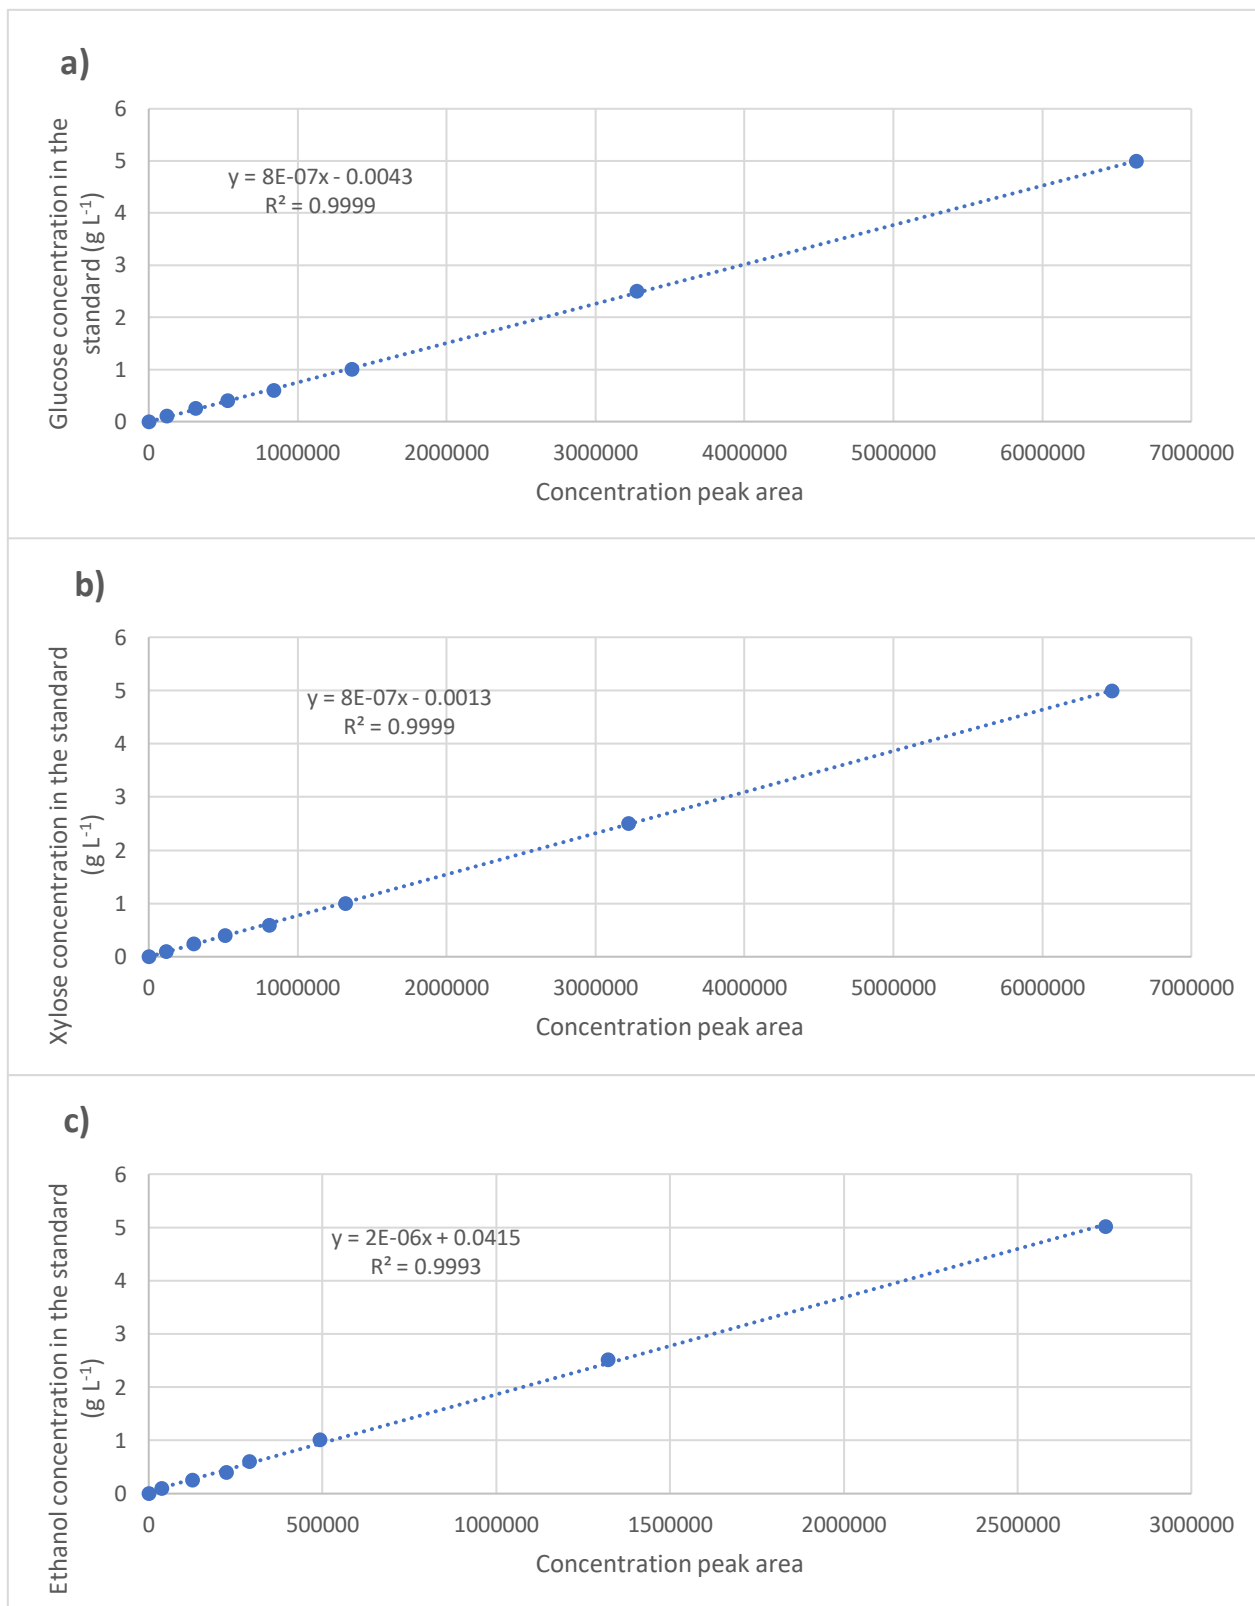 a)
Glucose concentration in the
standard (g L⁻¹)
6
5
4
3
2
1
0
y = 8E-07x - 0.0043
R² = 0.9999
0 1000000 2000000 3000000 4000000 5000000 6000000 7000000
Concentration peak area
b)
Xylose concentration in the standard
(g L⁻¹)
6
5
4
3
2
1
0
y = 8E-07x - 0.0013
R² = 0.9999
0 1000000 2000000 3000000 4000000 5000000 6000000 7000000
Concentration peak area
c)
Ethanol concentration in the standard
(g L⁻¹)
6
5
4
3
2
1
0
y = 2E-06x + 0.0415
R² = 0.9993
0 500000 1000000 1500000 2000000 2500000 3000000
Concentration peak area